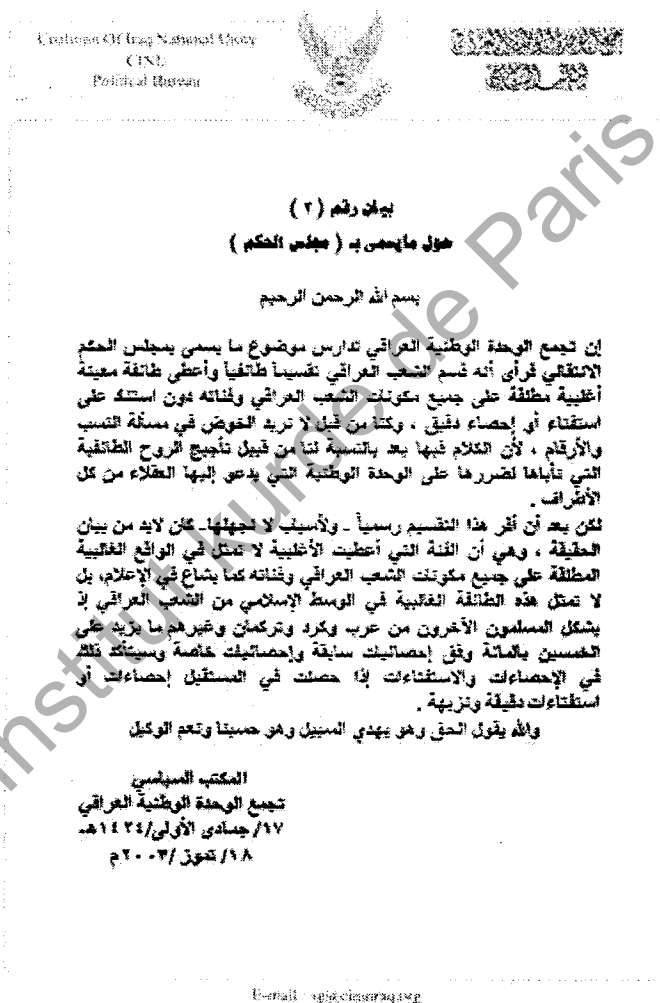 Coalition Of Iraq National Unity
CINU
Political Bureau
بيان رقم ( ٢ )
حول مايسمى بـ ( مجلس الحكم )
بسم الله الرحمن الرحيم
إن تجمع الوحدة الوطنية العراقي تدارس موضوع ما يسمى بمجلس الحكم
الانتقالي فرأى أنه قسم الشعب العراقي تقسيماً طائفياً وأعطى طائفة معينة
أغلبية مطلقة على جميع مكونات الشعب العراقي وفئاته دون استناد على
استفتاء أو إحصاء دقيق ، وكنا من قبل لا نريد الخوض في مسألة النسب
والأرقام ، لأن الكلام فيها يعد بالنسبة لنا من قبيل تأجيج الروح الطائفية
التي نأباها لضررها على الوحدة الوطنية التي يدعو إليها العقلاء من كل
الأطراف .
لكن بعد أن أقر هذا التقسيم رسمياً ـ ولأسباب لا نجهلها ـ كان لابد من بيان
الحقيقة ، وهي أن الفئة التي أعطيت الأغلبية لا تمثل في الواقع الغالبية
المطلقة على جميع مكونات الشعب العراقي وفئاته كما يشاع في الإعلام، بل
لا تمثل هذه الطائفة الغالبية في الوسط الإسلامي من الشعب العراقي إذ
يشكل المسلمون الآخرون من عرب وكرد وتركمان وغيرهم ما يزيد على
الخمسين بالمائة وفق إحصائيات سابقة وإحصائيات خاصة وسيتأكد ذلك
في الإحصاءات والاستفتاءات إذا حصلت في المستقبل إحصاءات أو
استفتاءات دقيقة ونزيهة .
والله يقول الحق وهو يهدي السبيل وهو حسبنا ونعم الوكيل
المكتب السياسي
تجمع الوحدة الوطنية العراقي
١٧/ جمادى الأولى/١٤٢٤هـ
١٨/ تموز /٢٠٠٣م
E-mail
Institut kurde de Paris